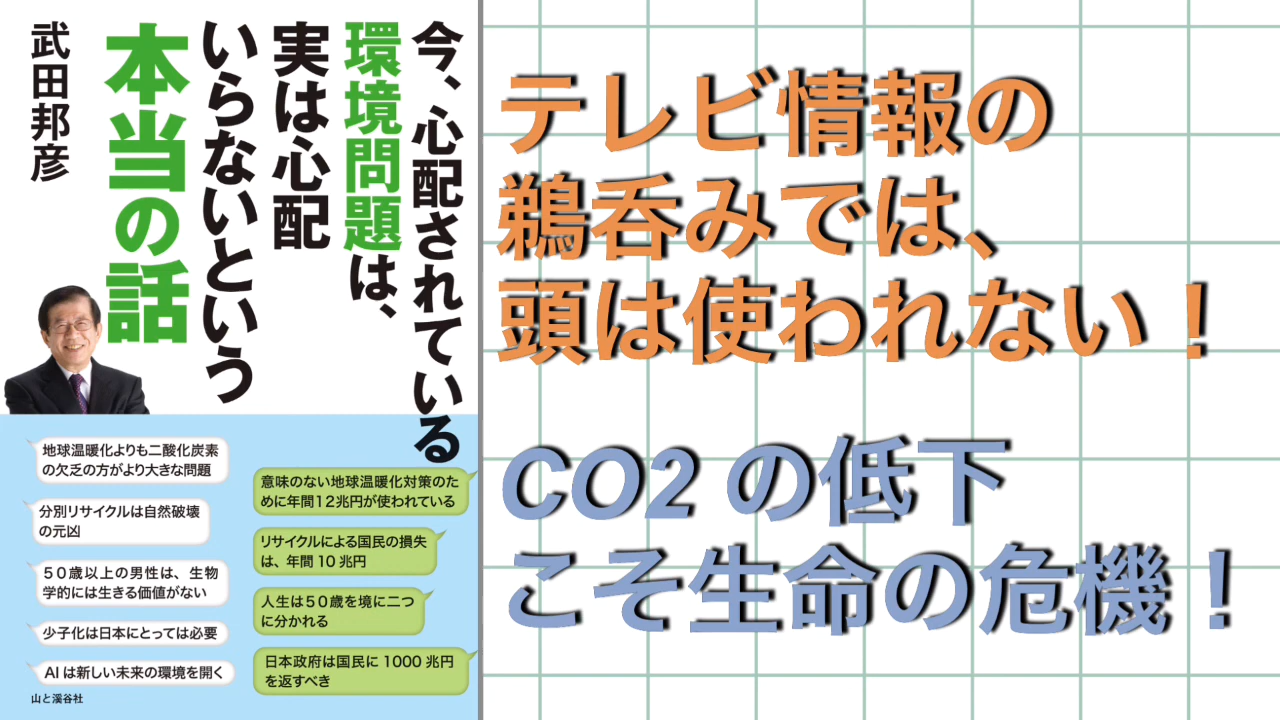 今、心配されている
環境問題は、
実は心配
いらないという
本当の話
武田邦彦
地球温暖化よりも二酸化炭素
の欠乏の方がより大きな問題
分別リサイクルは自然破壊
の元凶
50歳以上の男性は、生物
学的には生きる価値がない
少子化は日本にとっては必要
AIは新しい未来の環境を開く
意味のない地球温暖化対策のた
めに年間12兆円が使われている
リサイクルによる国民の損失
は、年間10兆円
人生は50歳を境に二つ
に分かれる
日本政府は国民に1000兆円
を返すべき
山と溪谷社
テレビ情報の
鵜呑みでは、
頭は使われない！
CO2の低下
こそ生命の危機！